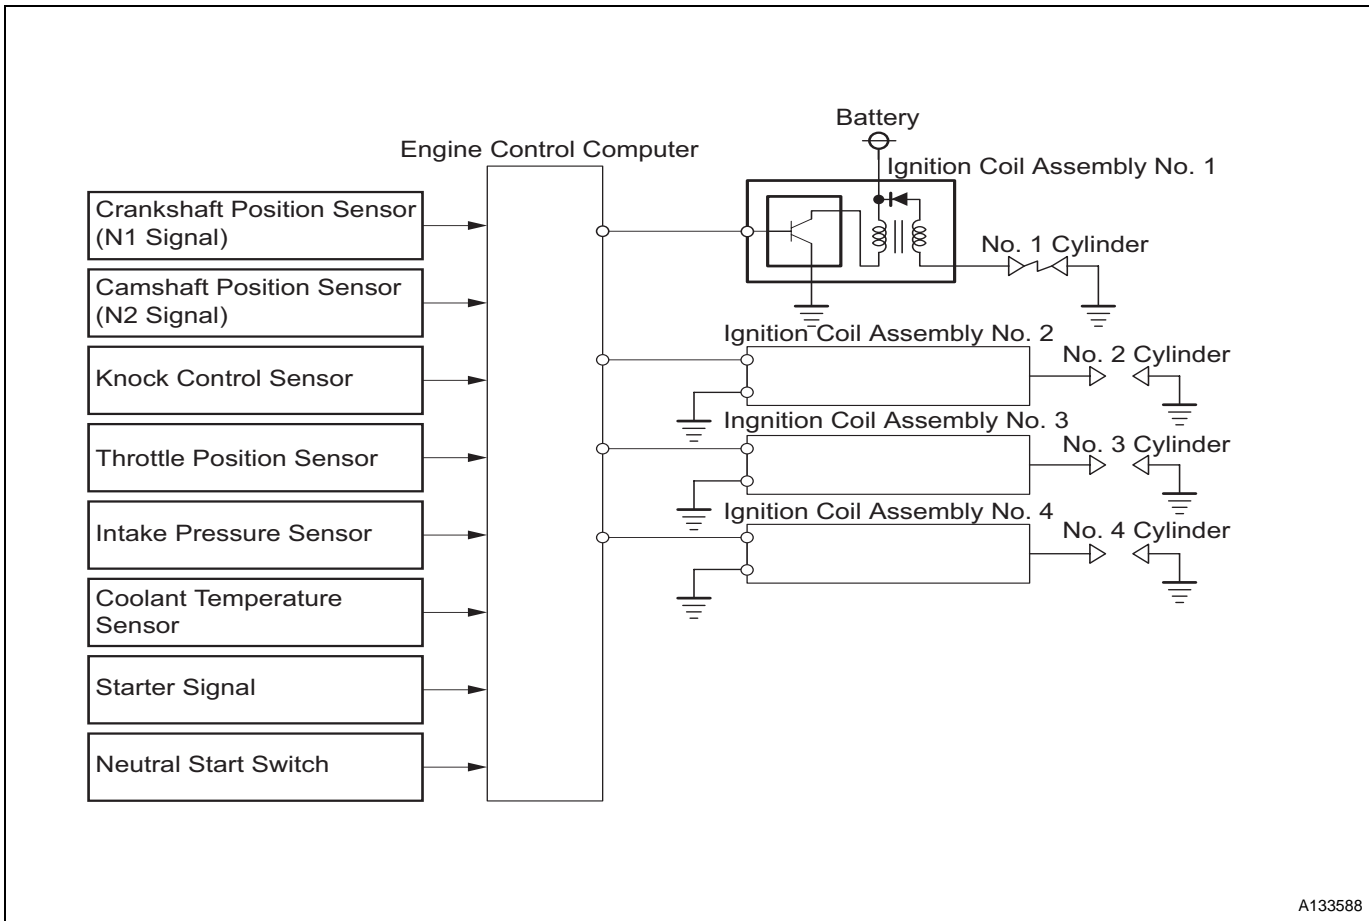 Battery
Engine Control Computer
Ignition Coil Assembly No. 1
Crankshaft Position Sensor
(N1 Signal)
No. 1 Cylinder
Camshaft Position Sensor
(N2 Signal)
Ignition Coil Assembly No. 2
No. 2 Cylinder
Knock Control Sensor
Ingnition Coil Assembly No. 3
No. 3 Cylinder
Throttle Position Sensor
Ignition Coil Assembly No. 4
No. 4 Cylinder
Intake Pressure Sensor
Coolant Temperature
Sensor
Starter Signal
Neutral Start Switch
A133588